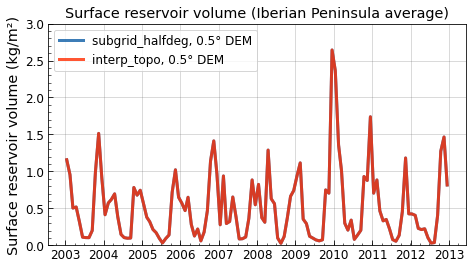 Surface reservoir volume (Iberian Peninsula average)
Surface reservoir volume (kg/m²)
3.0
2.5
2.0
1.5
1.0
0.5
0.0
subgrid_halfdeg, 0.5° DEM
interp_topo, 0.5° DEM
2003 2004 2005 2006 2007 2008 2009 2010 2011 2012 2013